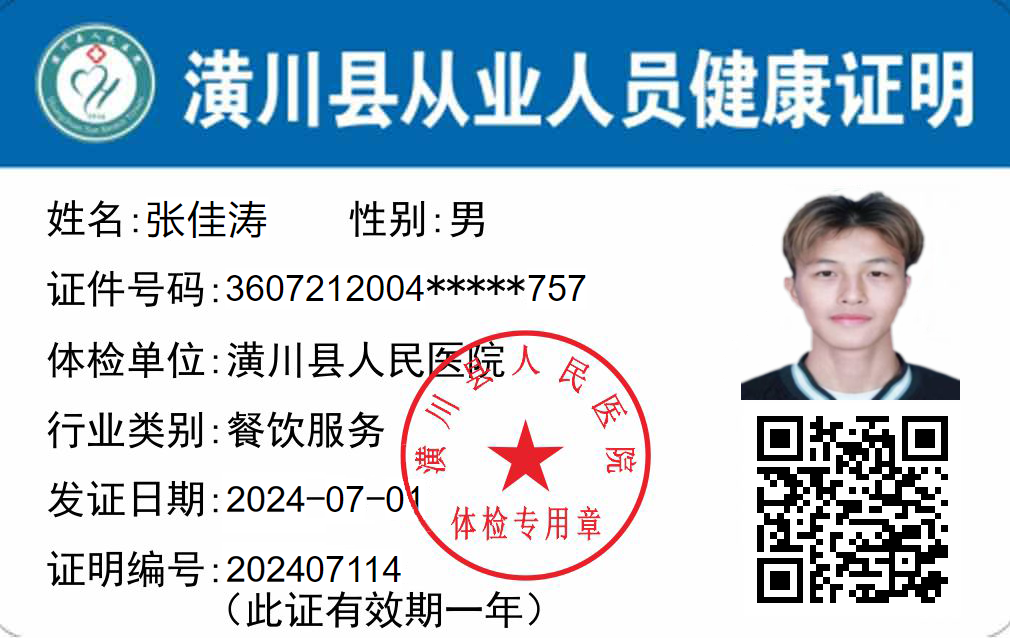 潢川县从业人员健康证明
姓名:张佳涛 性别:男
证件号码:3607212004*****757
体检单位:潢川县人民医院
行业类别:餐饮服务
发证日期:2024-07-01
证明编号:202407114
（此证有效期一年）
潢川县人民医院
体检专用章